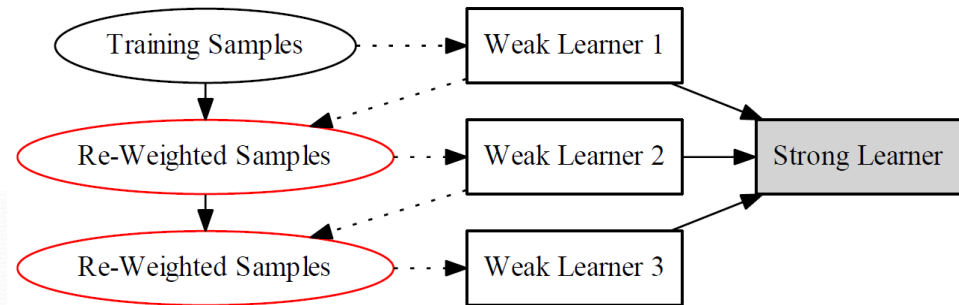 Training Samples
Weak Learner 1
Re-Weighted Samples
Weak Learner 2
Strong Learner
Re-Weighted Samples
Weak Learner 3